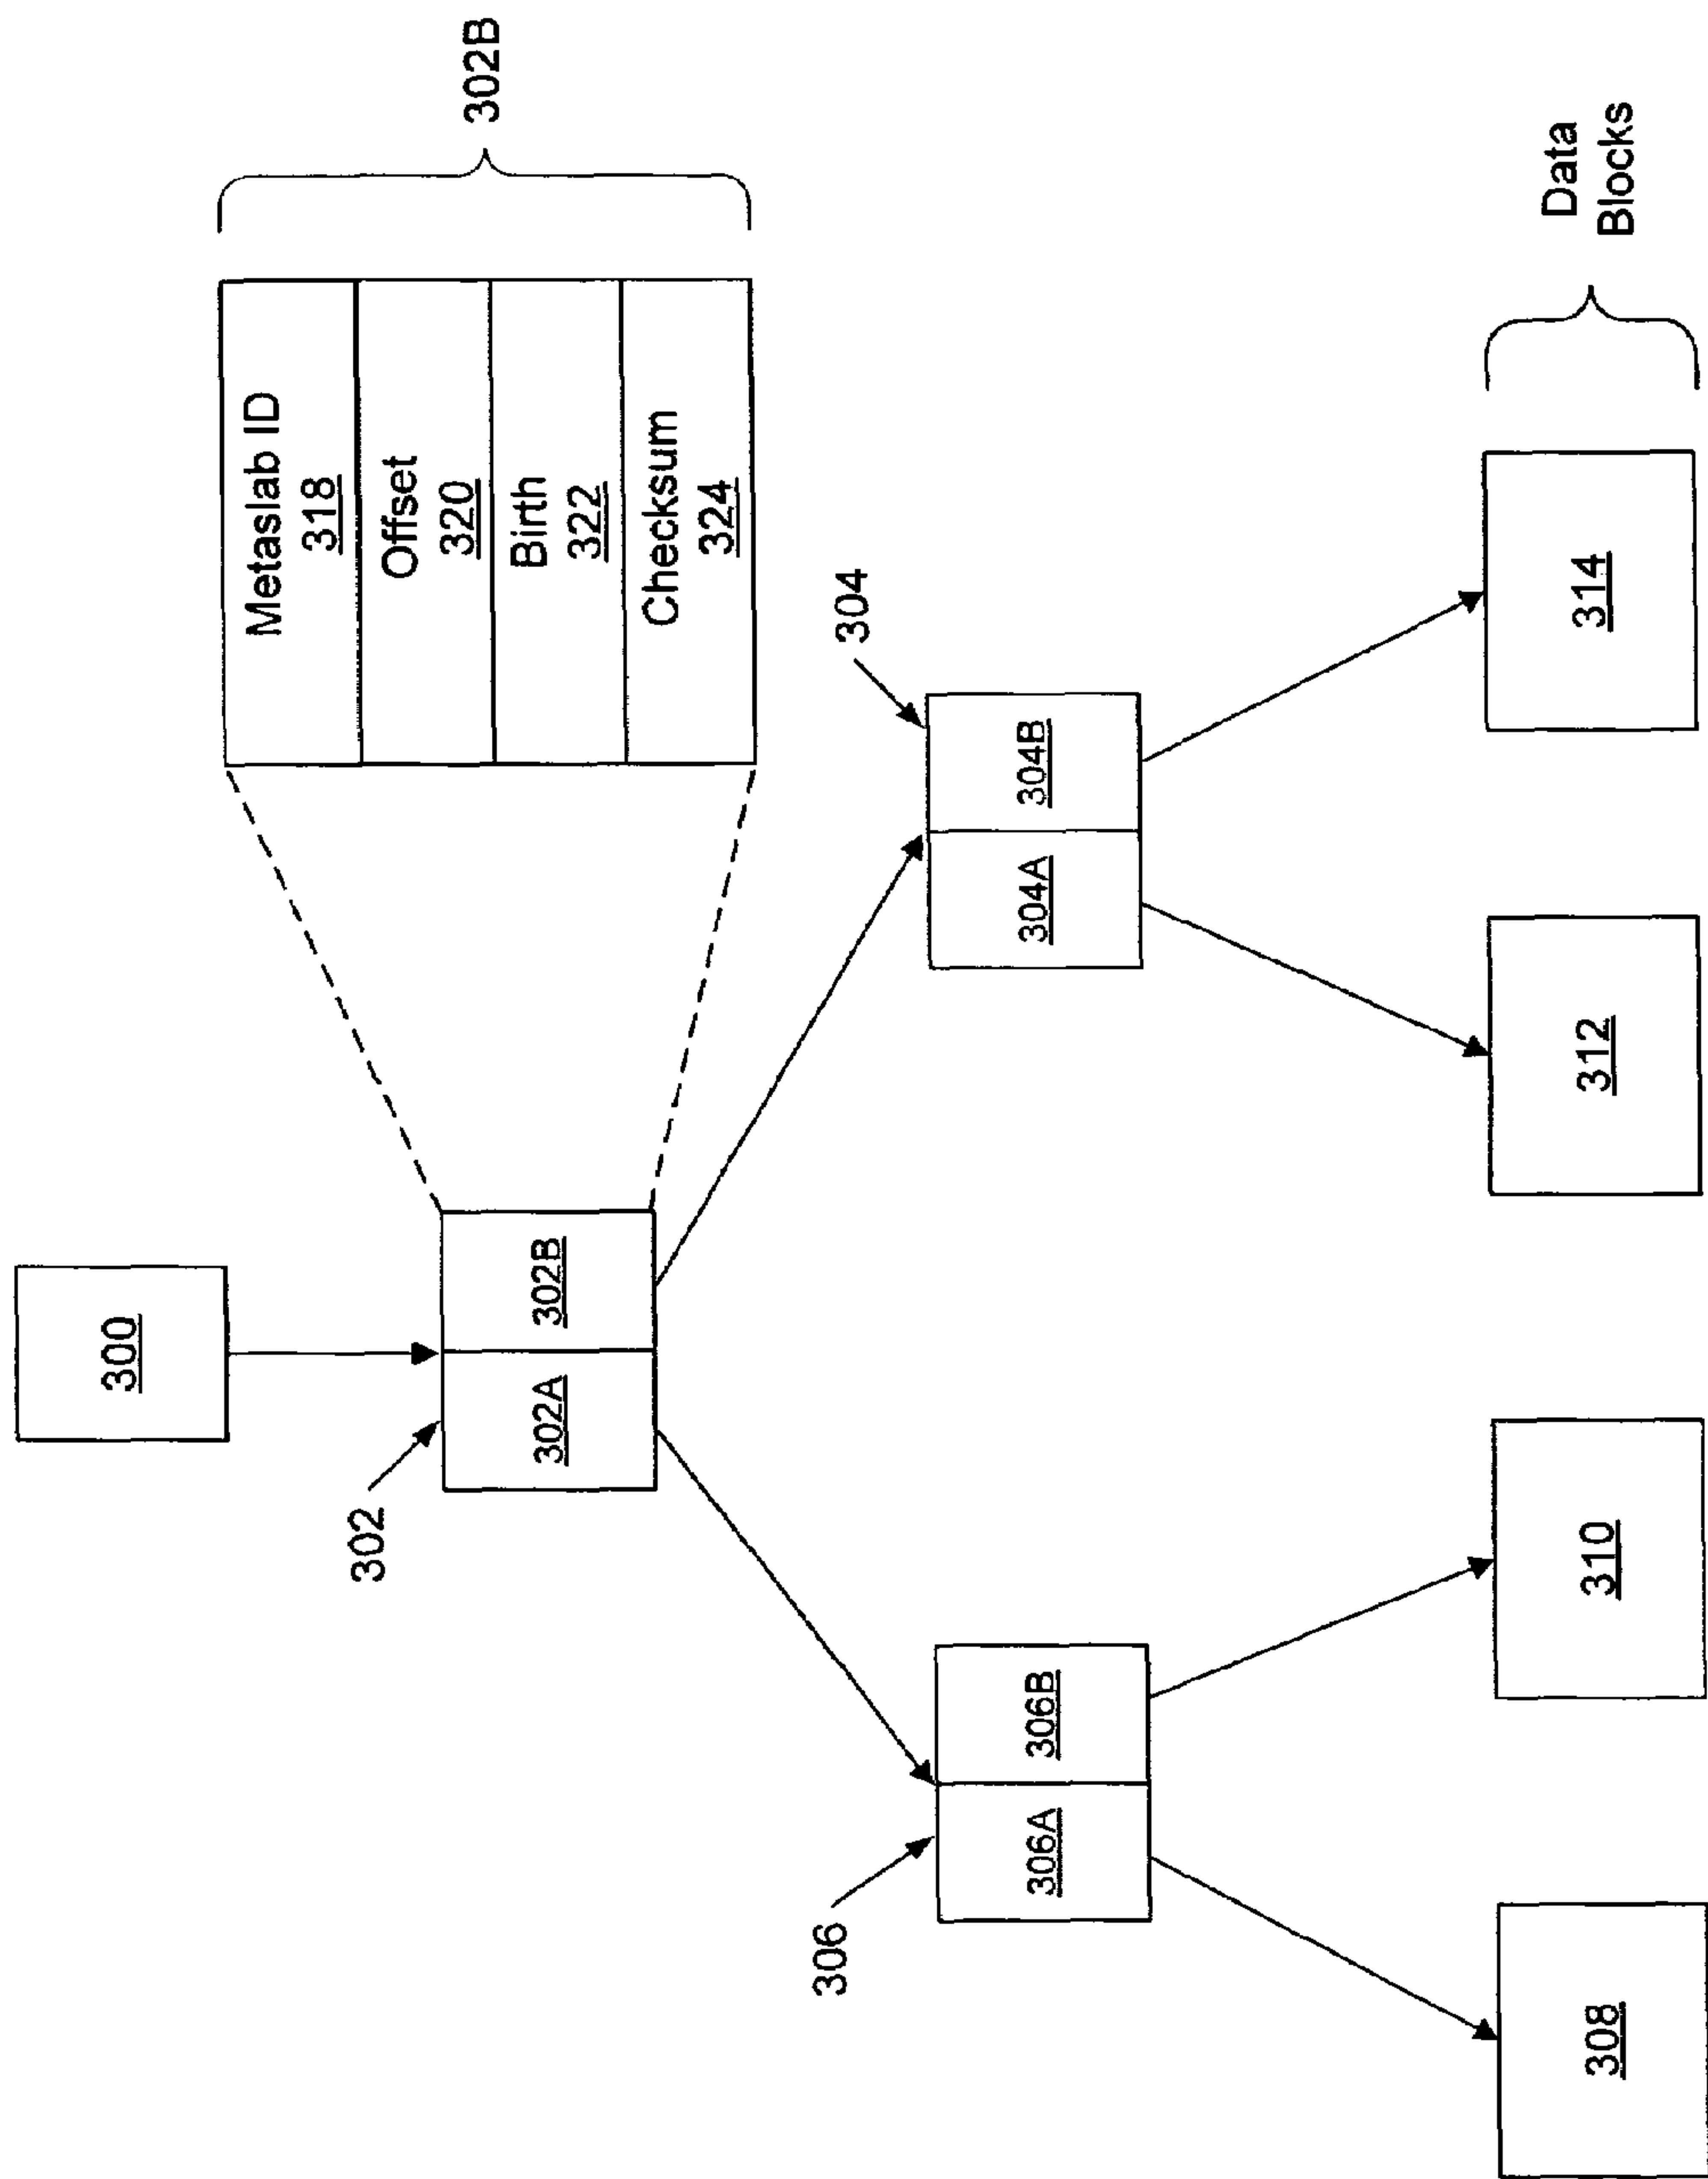 300
302
302A
302B
Metaslab ID
318
Offset
320
Birth
322
Checksum
324
302B
306
306A
306B
304
304A
304B
308
310
312
314
Data
Blocks